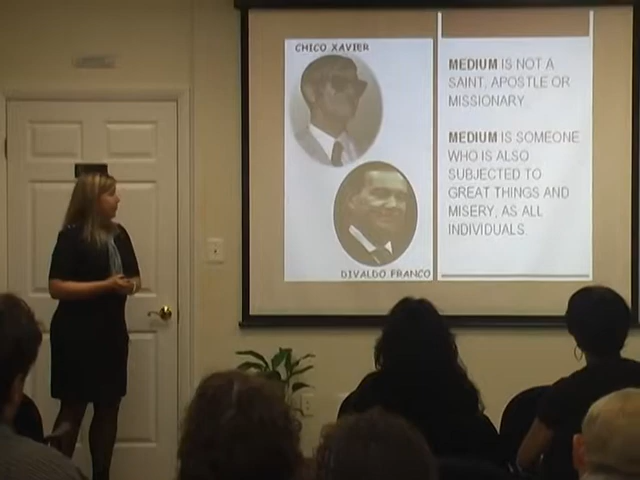 CHICO XAVIER
DIVALDO FRANCO
MEDIUM IS NOT A
SAINT, APOSTLE OR
MISSIONARY.
MEDIUM IS SOMEONE
WHO IS ALSO
SUBJECTED TO
GREAT THINGS AND
MISERY, AS ALL
INDIVIDUALS.